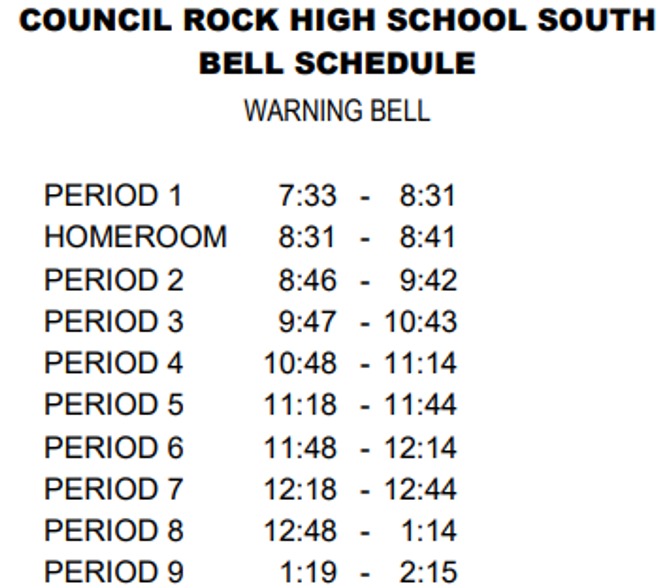 COUNCIL ROCK HIGH SCHOOL SOUTH
BELL SCHEDULE
WARNING BELL
PERIOD 1 7:33 - 8:31
HOMEROOM 8:31 - 8:41
PERIOD 2 8:46 - 9:42
PERIOD 3 9:47 - 10:43
PERIOD 4 10:48 - 11:14
PERIOD 5 11:18 - 11:44
PERIOD 6 11:48 - 12:14
PERIOD 7 12:18 - 12:44
PERIOD 8 12:48 - 1:14
PERIOD 9 1:19 - 2:15